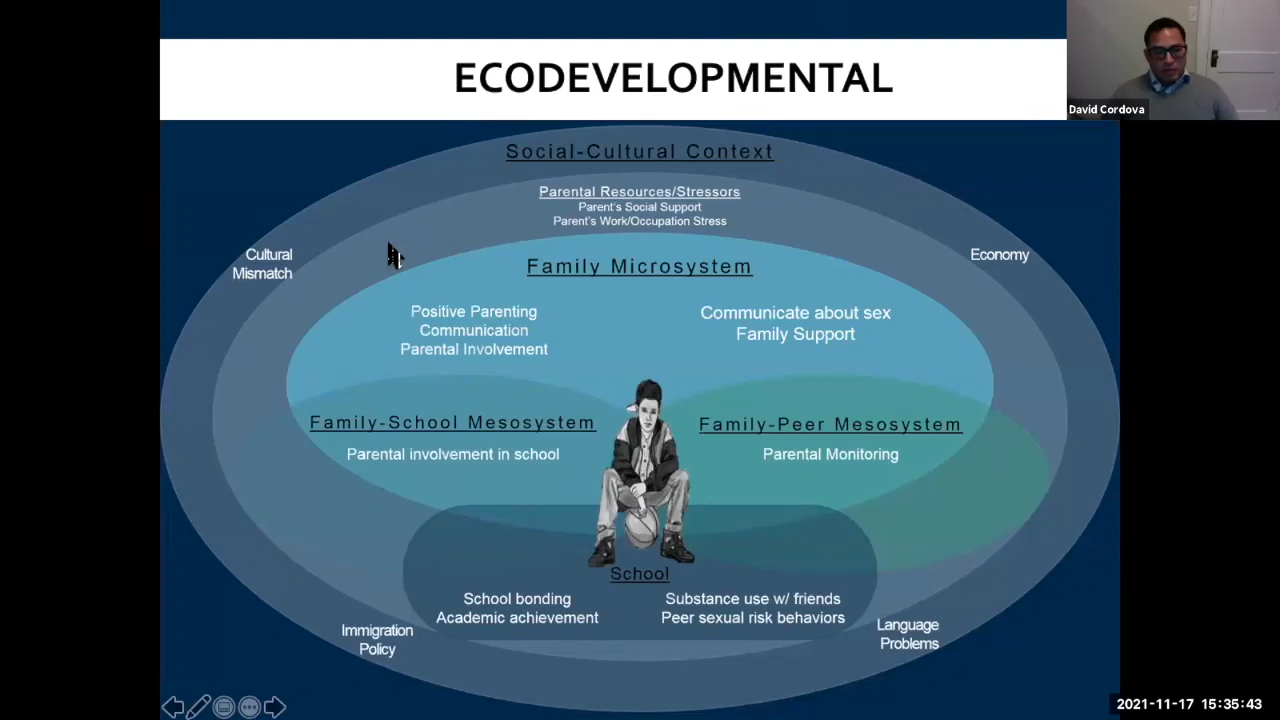 ECODEVELOPMENTAL
David Cordova
Social-Cultural Context
Parental Resources/Stressors
Parent's Social Support
Parent's Work/Occupation Stress
Cultural
Mismatch
Economy
Family Microsystem
Positive Parenting
Communication
Parental Involvement
Communicate about sex
Family Support
Family-School Mesosystem
Parental involvement in school
Family-Peer Mesosystem
Parental Monitoring
School
School bonding
Academic achievement
Substance use w/ friends
Peer sexual risk behaviors
Immigration
Policy
Language
Problems
2021-11-17 15:35:43